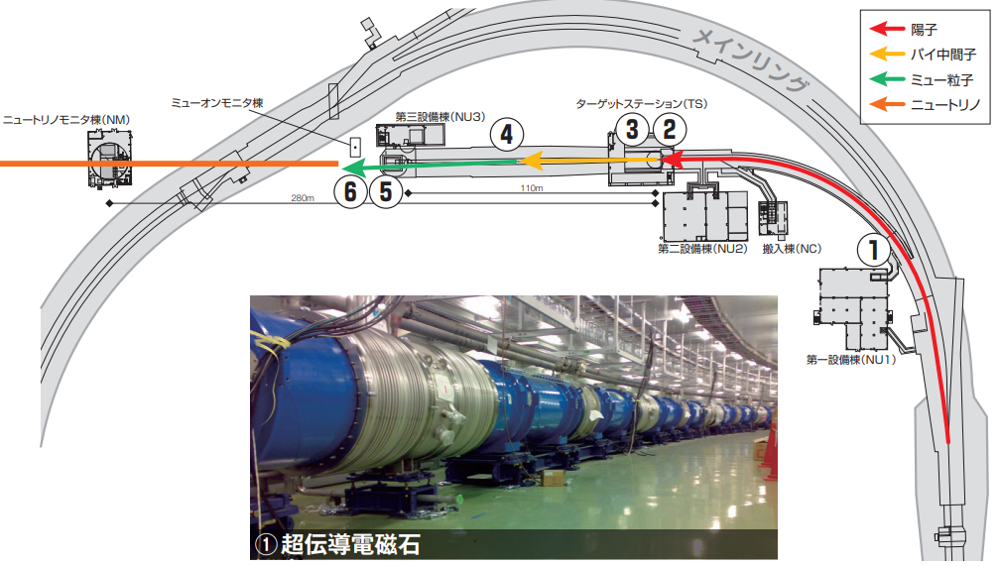 メインリング
陽子
パイ中間子
ミュー粒子
ニュートリノ
ミューオンモニタ棟
ターゲットステーション(TS)
ニュートリノモニタ棟(NM)
第三設備棟(NU3)
4
3
2
6
5
110m
280m
第二設備棟(NU2)
搬入棟(NC)
1
第一設備棟(NU1)
①超伝導電磁石